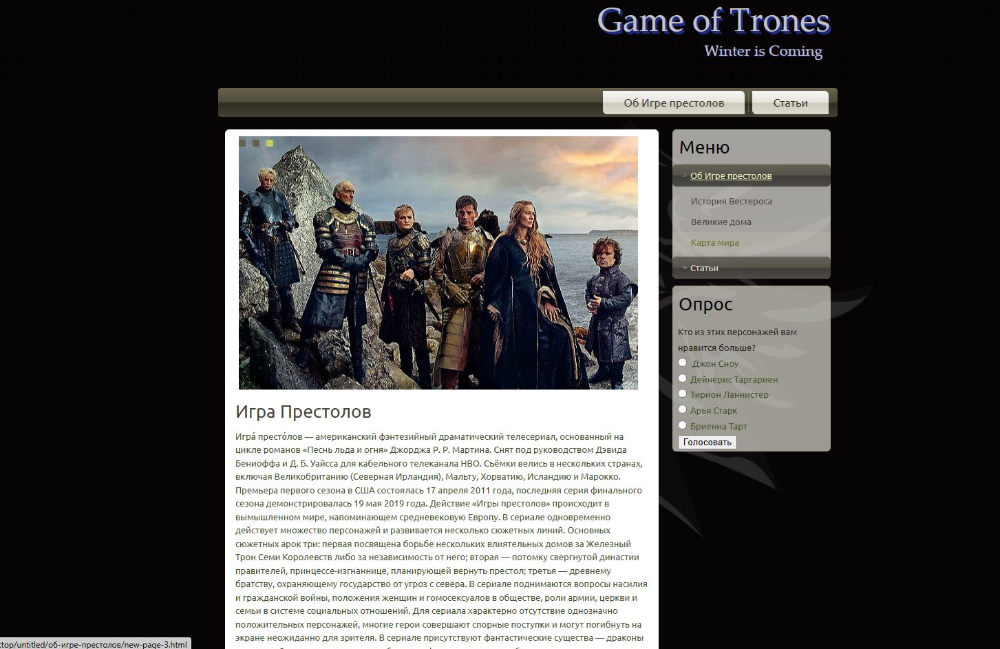 Game of Trones
Winter is Coming
Об Игре престолов
Статьи
Меню
Об Игре престолов
История Вестероса
Великие дома
Карта мира
Статьи
Опрос
Кто из этих персонажей вам
нравится больше?
Джон Сноу
Дейнерис Таргариен
Тирион Ланнистер
Арья Старк
Бриенна Тарт
Голосовать
Игра Престолов
Игра́ престо́лов — американский фэнтезийный драматический телесериал, основанный на
цикле романов «Песнь льда и огня» Джорджа Р. Р. Мартина. Снят под руководством Дэвида
Бениоффа и Д. Б. Уайсса для кабельного телеканала HBO. Съёмки велись в нескольких странах,
включая Великобританию (Северная Ирландия), Мальту, Хорватию, Исландию и Марокко.
Премьера первого сезона в США состоялась 17 апреля 2011 года, последняя серия финального
сезона демонстрировалась 19 мая 2019 года. Действие «Игры престолов» происходит в
вымышленном мире, напоминающем средневековую Европу. В сериале одновременно
действует множество персонажей и развивается несколько сюжетных линий. Основных
сюжетных арок три: первая посвящена борьбе нескольких влиятельных домов за Железный
Трон Семи Королевств либо за независимость от него; вторая — потомку свергнутой династии
правителей, принцессе-изгнаннице, планирующей вернуть престол; третья — древнему
братству, охраняющему государство от угроз с севера. В сериале поднимаются вопросы насилия
и гражданской войны, положения женщин и гомосексуалов в обществе, роли армии, церкви и
семьи в системе социальных отношений. Для сериала характерно отсутствие однозначно
положительных персонажей, многие герои совершают спорные поступки и могут погибнуть на
экране неожиданно для зрителя. В сериале присутствуют фантастические существа — драконы
top/untitled/об-игре-престолов/new-page-3.html